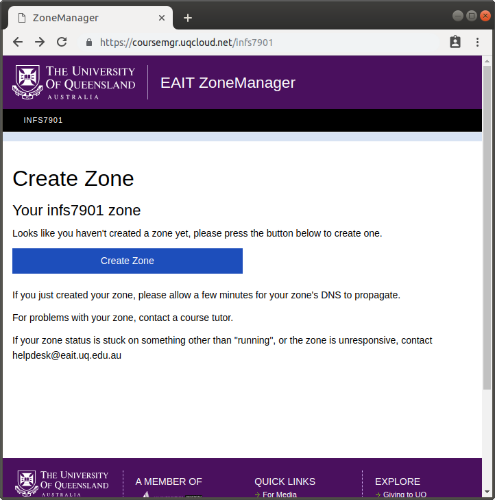 ZoneManager
https://coursemgr.uqcloud.net/infs7901
THE UNIVERSITY
OF QUEENSLAND
AUSTRALIA
EAIT ZoneManager
INFS7901
Create Zone
Your infs7901 zone
Looks like you haven't created a zone yet, please press the button below to create one.
Create Zone
If you just created your zone, please allow a few minutes for your zone's DNS to propagate.
For problems with your zone, contact a course tutor.
If your zone status is stuck on something other than "running", or the zone is unresponsive, contact
helpdesk@eait.uq.edu.au
THE UNIVERSITY
OF QUEENSLAND
AUSTRALIA
A MEMBER OF
QUICK LINKS
For Media
EXPLORE
Giving to UQ